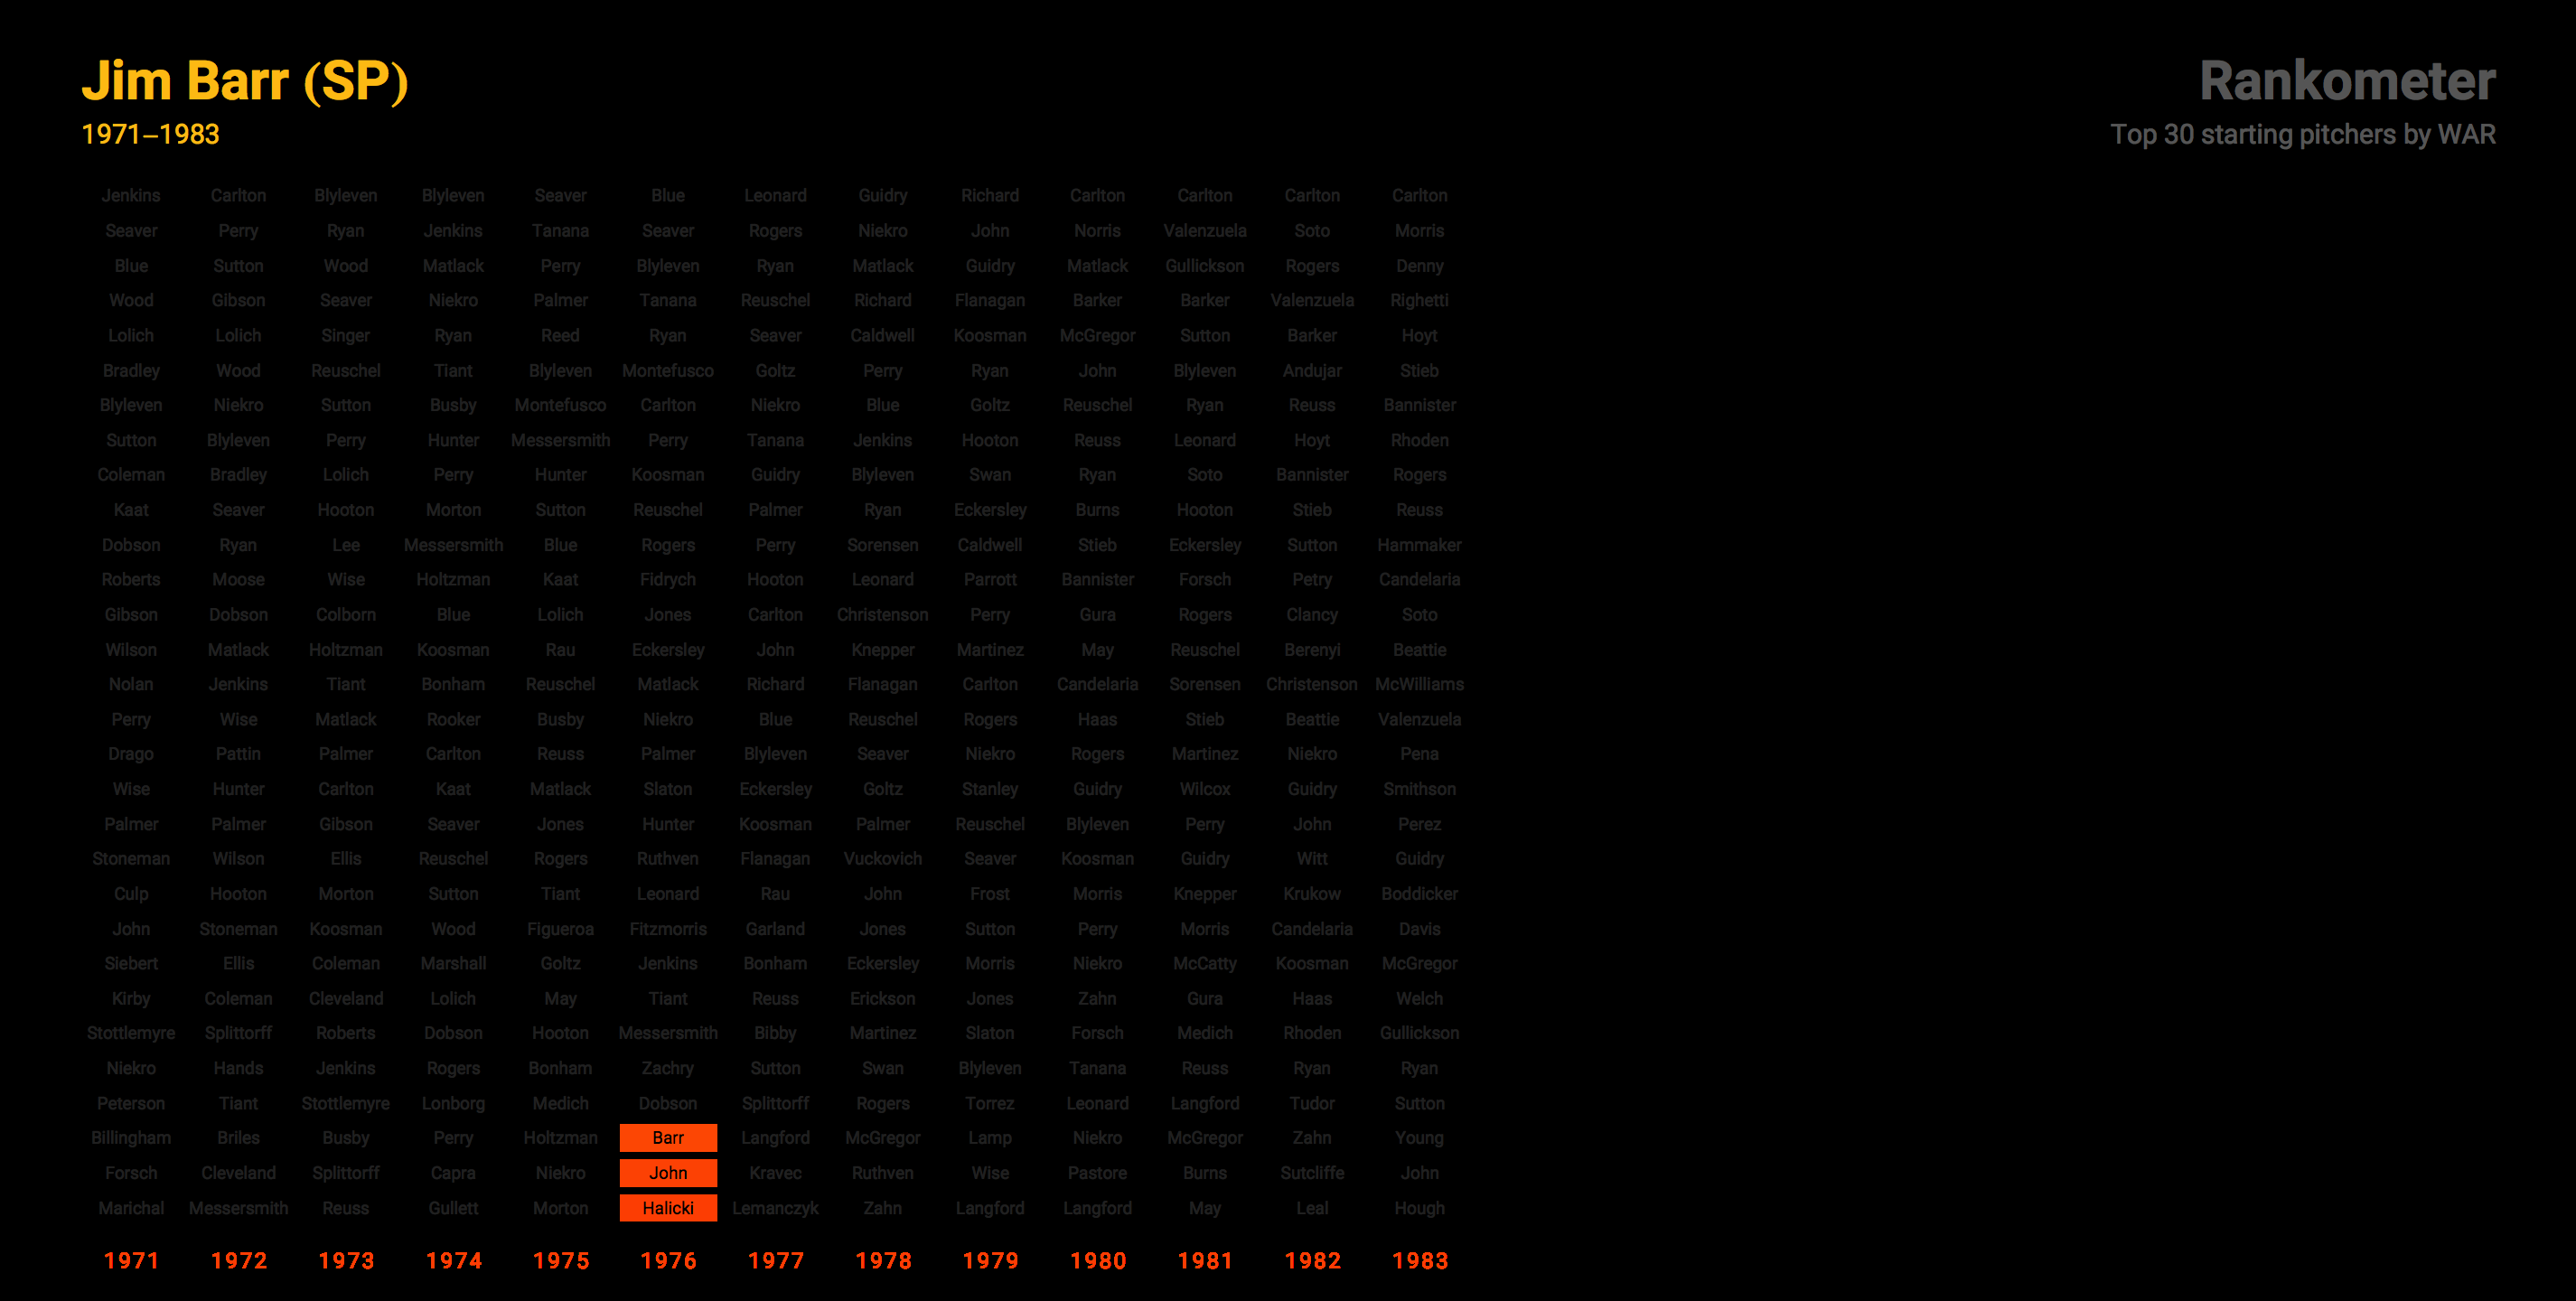 Jim Barr (SP)
1971–1983
Rankometer
Top 30 starting pitchers by WAR
Jenkins Carlton Blyleven Blyleven Seaver Blue Leonard Guidry Richard Carlton Carlton Carlton Carlton
Seaver Perry Ryan Jenkins Tanana Seaver Rogers Niekro John Norris Valenzuela Soto Morris
Blue Sutton Wood Matlack Perry Blyleven Ryan Matlack Guidry Matlack Gullickson Rogers Denny
Wood Gibson Seaver Niekro Palmer Tanana Reuschel Richard Flanagan Barker Barker Valenzuela Righetti
Lolich Lolich Singer Ryan Reed Ryan Seaver Caldwell Koosman McGregor Sutton Barker Hoyt
Bradley Wood Reuschel Tiant Blyleven Montefusco Goltz Perry Ryan John Blyleven Andujar Stieb
Blyleven Niekro Sutton Busby Montefusco Carlton Niekro Blue Goltz Reuschel Ryan Reuss Bannister
Sutton Blyleven Perry Hunter Messersmith Perry Tanana Jenkins Hooton Reuss Leonard Hoyt Rhoden
Coleman Bradley Lolich Perry Hunter Koosman Guidry Blyleven Swan Ryan Soto Bannister Rogers
Kaat Seaver Hooton Morton Sutton Reuschel Palmer Ryan Eckersley Burns Hooton Stieb Reuss
Dobson Ryan Lee Messersmith Blue Rogers Perry Sorensen Caldwell Stieb Eckersley Sutton Hammaker
Roberts Moose Wise Holtzman Kaat Fidrych Hooton Leonard Parrott Bannister Forsch Petry Candelaria
Gibson Dobson Colborn Blue Lolich Jones Carlton Christenson Perry Gura Rogers Clancy Soto
Wilson Matlack Holtzman Koosman Rau Eckersley John Knepper Martinez May Reuschel Berenyi Beattie
Nolan Jenkins Tiant Bonham Reuschel Matlack Richard Flanagan Carlton Candelaria Sorensen Christenson McWilliams
Perry Wise Matlack Rooker Busby Niekro Blue Reuschel Rogers Haas Stieb Beattie Valenzuela
Drago Pattin Palmer Carlton Reuss Palmer Blyleven Seaver Niekro Rogers Martinez Niekro Pena
Wise Hunter Carlton Kaat Matlack Slaton Eckersley Goltz Stanley Guidry Wilcox Guidry Smithson
Palmer Palmer Gibson Seaver Jones Hunter Koosman Palmer Reuschel Blyleven Perry John Perez
Stoneman Wilson Ellis Reuschel Rogers Ruthven Flanagan Vuckovich Seaver Koosman Guidry Witt Guidry
Culp Hooton Morton Sutton Tiant Leonard Rau John Frost Morris Knepper Krukow Boddicker
John Stoneman Koosman Wood Figueroa Fitzmorris Garland Jones Sutton Perry Morris Candelaria Davis
Siebert Ellis Coleman Marshall Goltz Jenkins Bonham Eckersley Morris Niekro McCatty Koosman McGregor
Kirby Coleman Cleveland Lolich May Tiant Reuss Erickson Jones Zahn Gura Haas Welch
Stottlemyre Splittorff Roberts Dobson Hooton Messersmith Bibby Martinez Slaton Forsch Medich Rhoden Gullickson
Niekro Hands Jenkins Rogers Bonham Zachry Sutton Swan Blyleven Tanana Reuss Ryan Ryan
Peterson Tiant Stottlemyre Lonborg Medich Dobson Splittorff Rogers Torrez Leonard Langford Tudor Sutton
Billingham Briles Busby Perry Holtzman Barr Langford McGregor Lamp Niekro McGregor Zahn Young
Forsch Cleveland Splittorff Capra Niekro John Kravec Ruthven Wise Pastore Burns Sutcliffe John
Marichal Messersmith Reuss Gullett Morton Halicki Lemanczyk Zahn Langford Langford May Leal Hough
1971 1972 1973 1974 1975 1976 1977 1978 1979 1980 1981 1982 1983